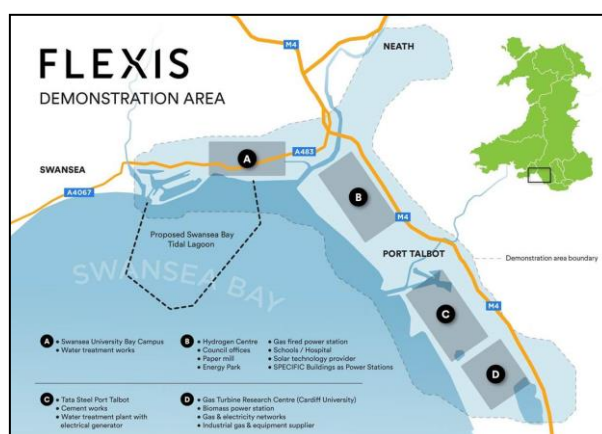 FLEXIS
DEMONSTRATION AREA
M4
NEATH
SWANSEA
A483
A
A4067
B
M4
Proposed Swansea Bay
Tidal Lagoon
PORT TALBOT
Demonstration area boundary
SWANSEA BAY
M4
C
D
A • Swansea University Bay Campus
• Water treatment works
B • Hydrogen Centre
• Council offices
• Paper mill
• Energy Park
• Gas fired power station
• Schools / Hospital
• Solar technology provider
• SPECIFIC Buildings as Power Stations
C • Tata Steel Port Talbot
• Cement works
• Water treatment plant with
electrical generator
D • Gas Turbine Research Centre (Cardiff University)
• Biomass power station
• Gas & electricity networks
• Industrial gas & equipment supplier